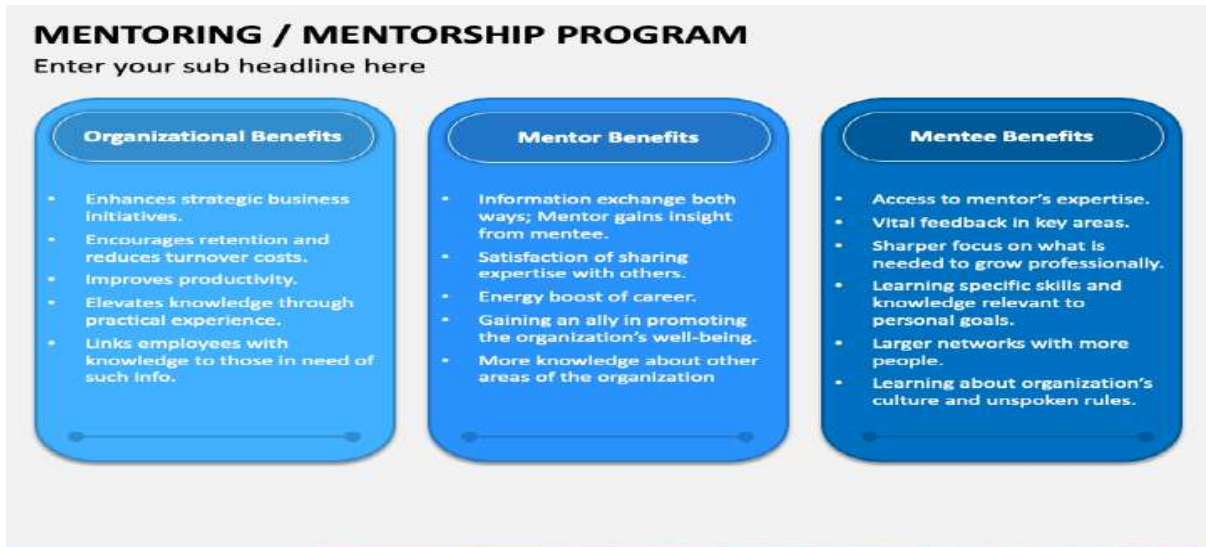 MENTORING / MENTORSHIP PROGRAM
Enter your sub headline here
Organizational Benefits
• Enhances strategic business
initiatives.
• Encourages retention and
reduces turnover costs.
• Improves productivity.
• Elevates knowledge through
practical experience.
• Links employees with
knowledge to those in need of
such info.
Mentor Benefits
• Information exchange both
ways; Mentor gains insight
from mentee.
• Satisfaction of sharing
expertise with others.
• Energy boost of career.
• Gaining an ally in promoting
the organization's well-being.
• More knowledge about other
areas of the organization
Mentee Benefits
• Access to mentor's expertise.
• Vital feedback in key areas.
• Sharper focus on what is
needed to grow professionally.
• Learning specific skills and
knowledge relevant to
personal goals.
• Larger networks with more
people.
• Learning about organization's
culture and unspoken rules.